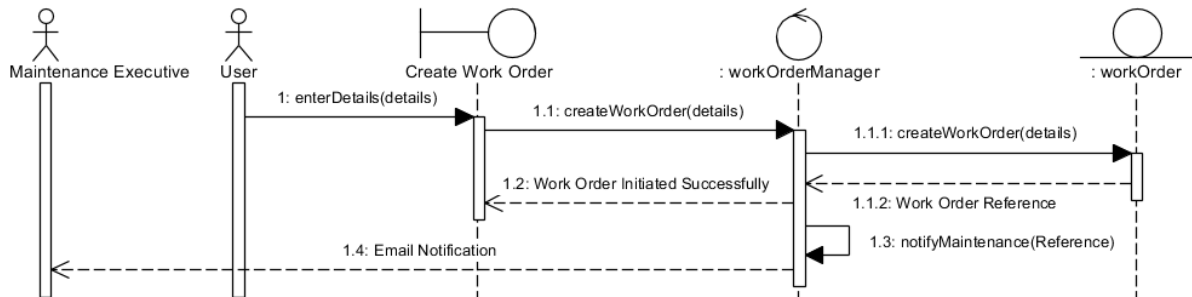 Maintenance Executive
User
Create Work Order
: workOrderManager
: workOrder
1: enterDetails(details)
1.1: createWorkOrder(details)
1.1.1: createWorkOrder(details)
1.2: Work Order Initiated Successfully
1.1.2: Work Order Reference
1.3: notifyMaintenance(Reference)
1.4: Email Notification